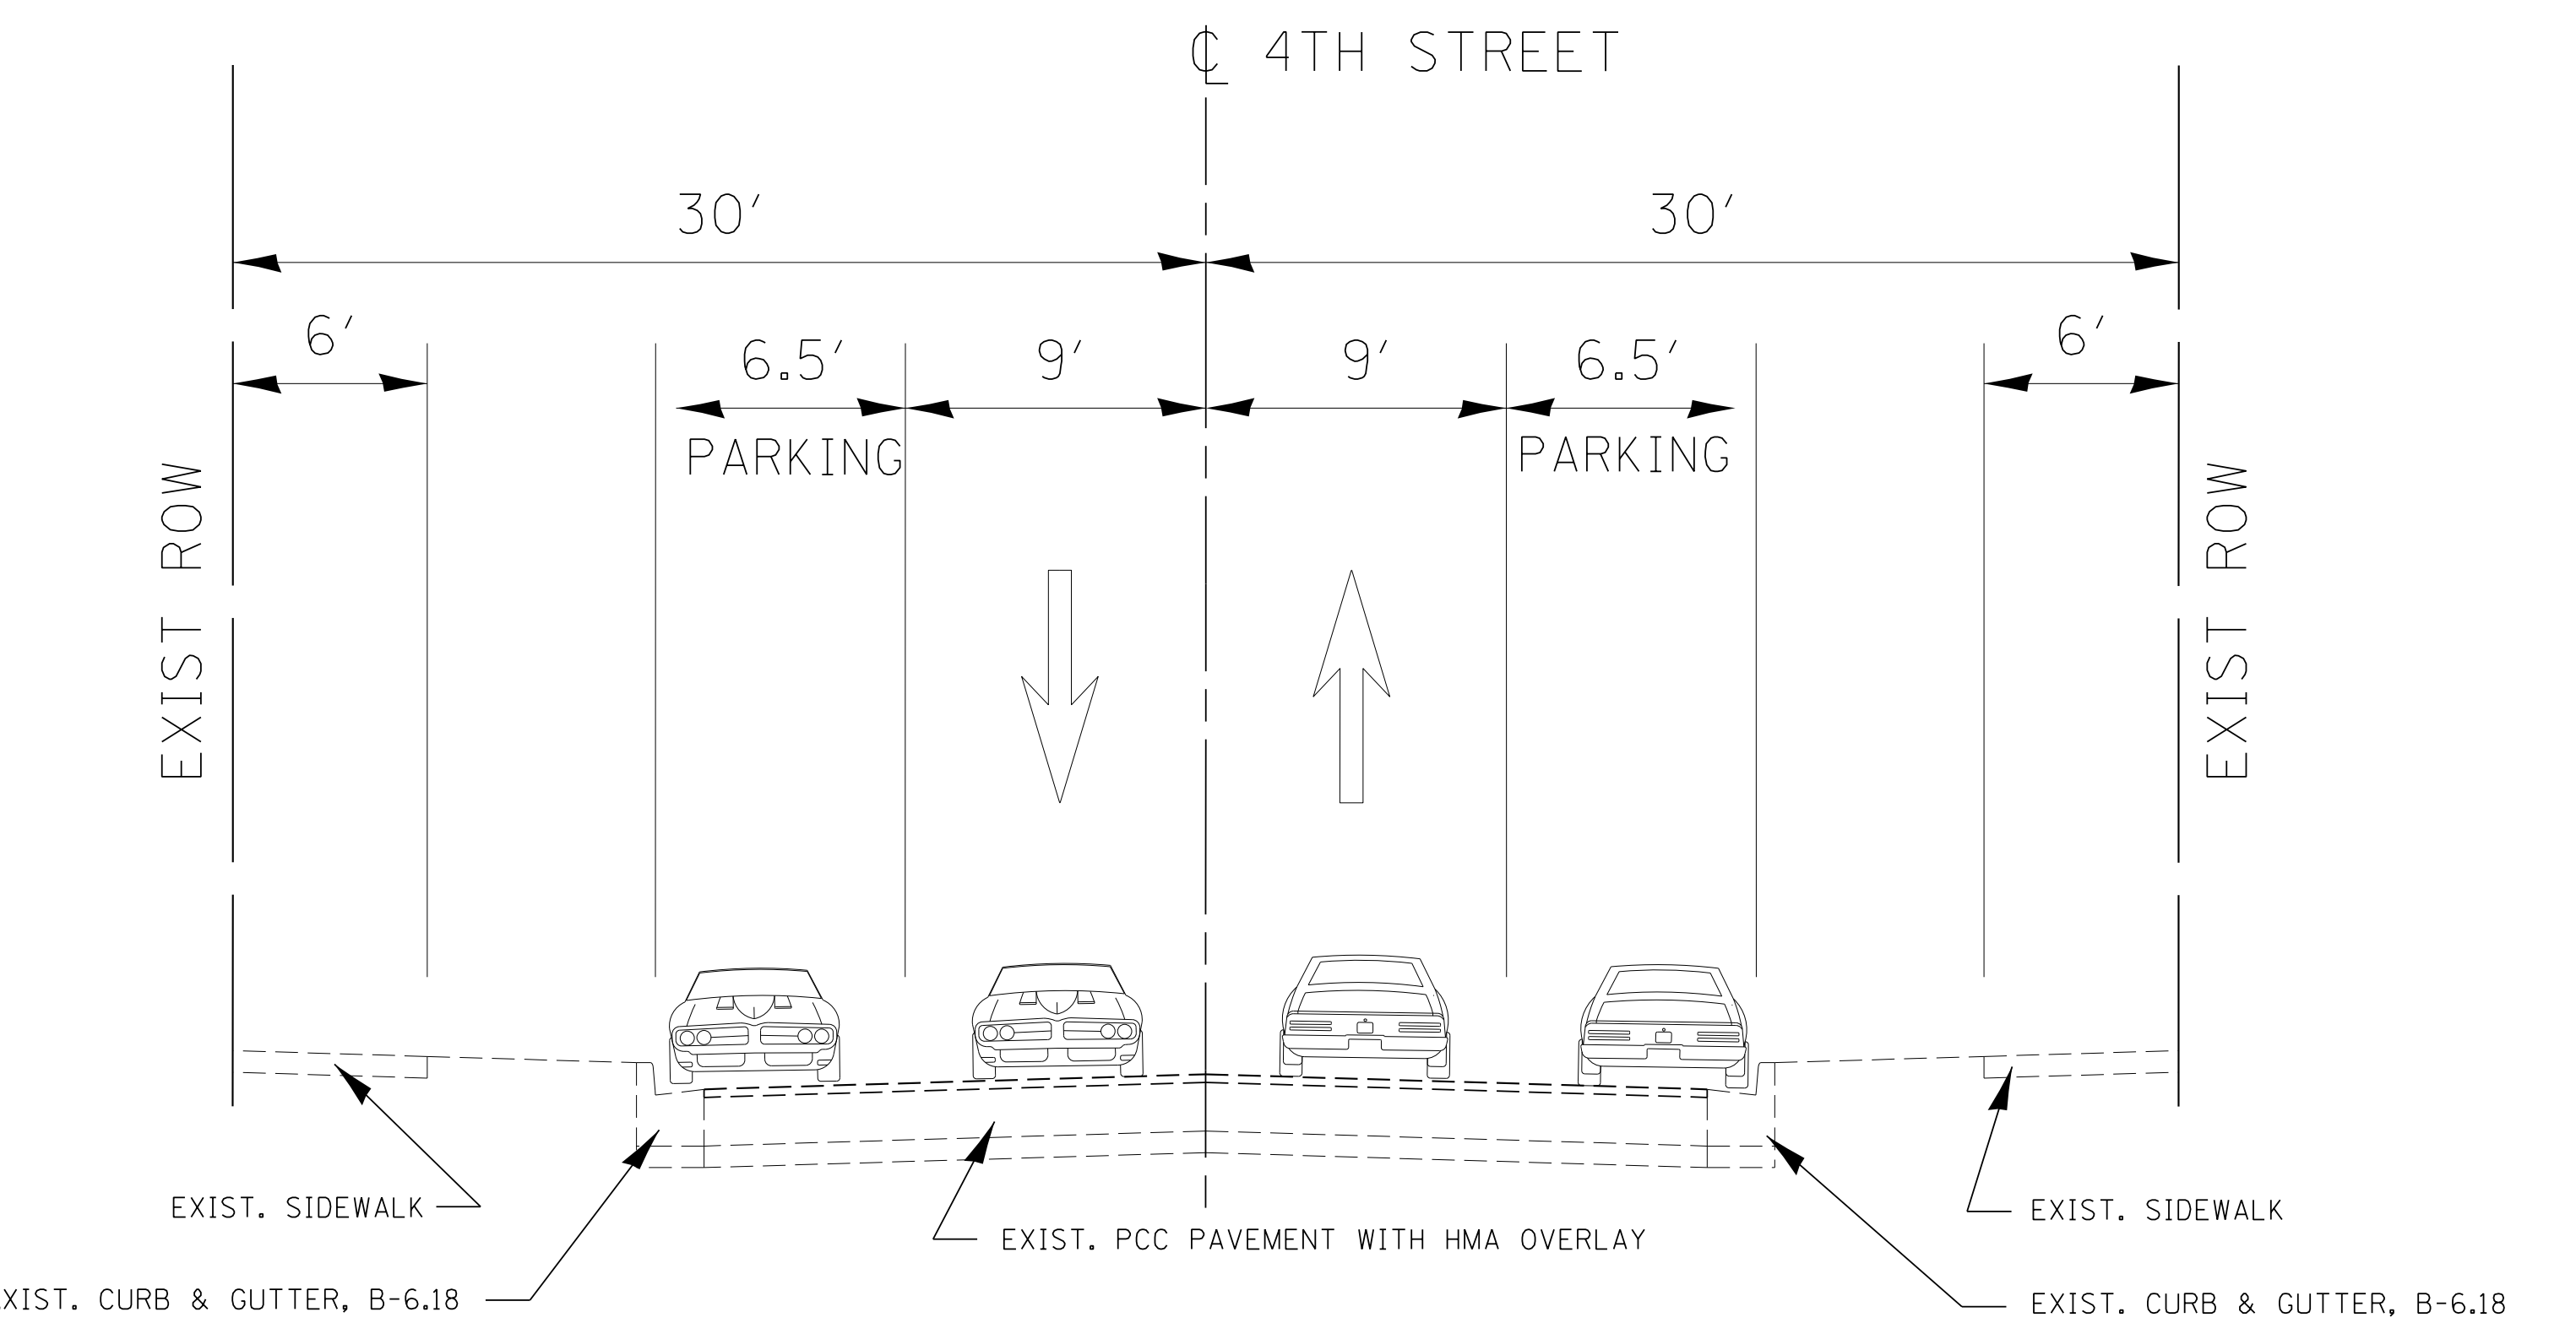 ℄ 4TH STREET
30' 30'
6' 6'
6.5' 9' 9' 6.5'
PARKING PARKING
EXIST ROW
EXIST ROW
EXIST. SIDEWALK
EXIST. SIDEWALK
EXIST. PCC PAVEMENT WITH HMA OVERLAY
XIST. CURB & GUTTER, B-6.18
EXIST. CURB & GUTTER, B-6.18